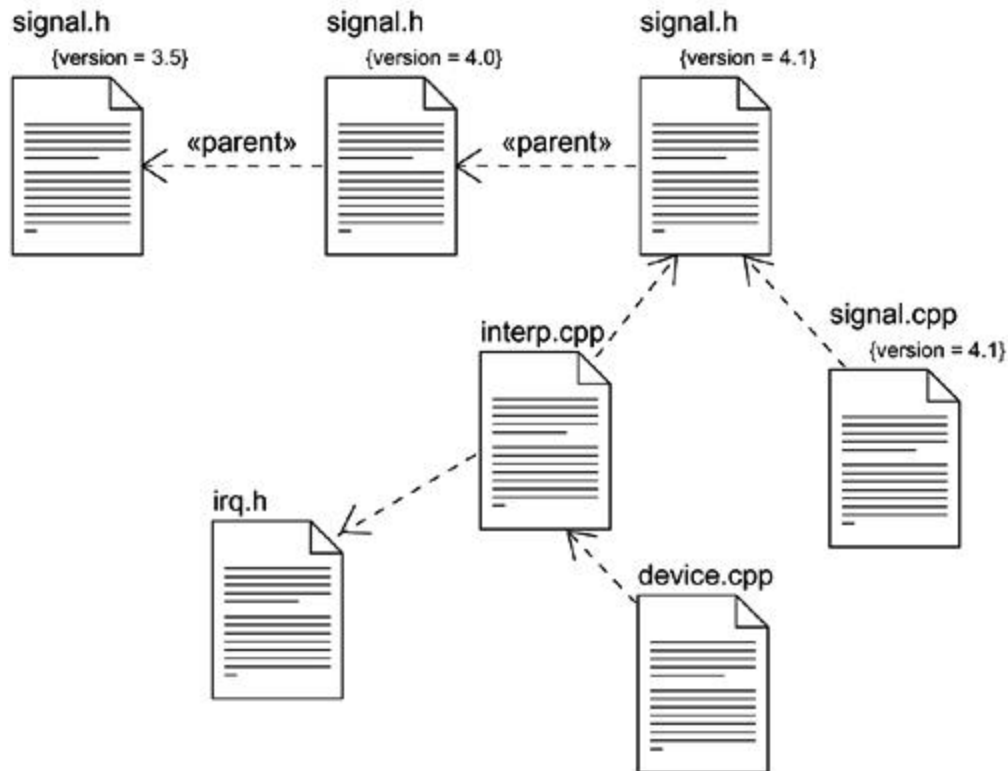 signal.h
{version = 3.5}
signal.h
{version = 4.0}
signal.h
{version = 4.1}
«parent»
«parent»
interp.cpp
signal.cpp
{version = 4.1}
irq.h
device.cpp